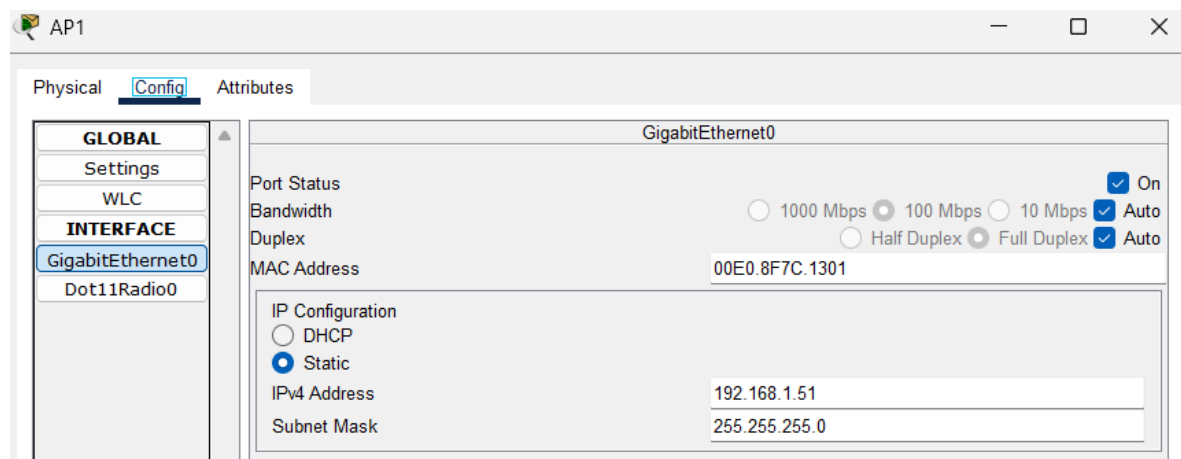 AP1
Physical Config Attributes
GLOBAL
Settings
WLC
INTERFACE
GigabitEthernet0
Dot11Radio0
GigabitEthernet0
Port Status On
Bandwidth 1000 Mbps 100 Mbps 10 Mbps Auto
Duplex Half Duplex Full Duplex Auto
MAC Address 00E0.8F7C.1301
IP Configuration
DHCP
Static
IPv4 Address 192.168.1.51
Subnet Mask 255.255.255.0